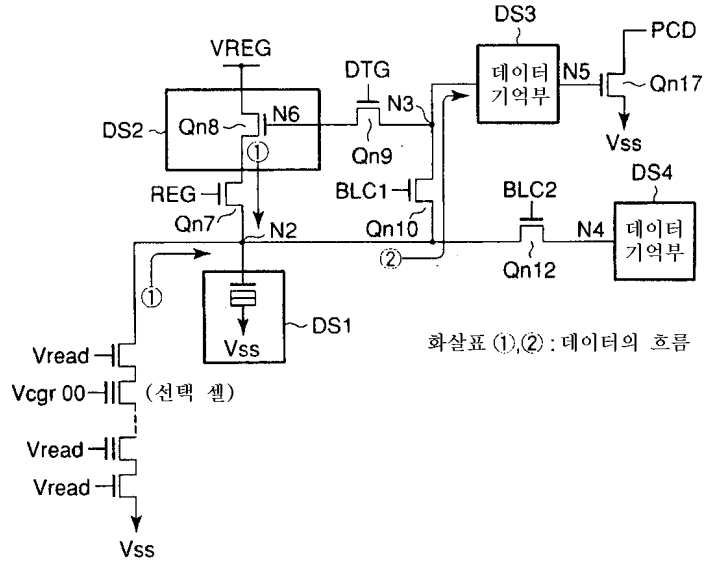 DS3
VREG
PCD
DTG
데이터
기억부
N5
N3
Qn17
N6
DS2
Qn8
①
Qn9
②
Vss
DS4
REG
BLC1
BLC2
Qn7
Qn10
N2
N4
데이터
기억부
②
Qn12
①
DS1
Vss
화살표 ①,② : 데이터의 흐름
Vread
Vcgr 00
(선택 셀)
Vread
Vread
Vss